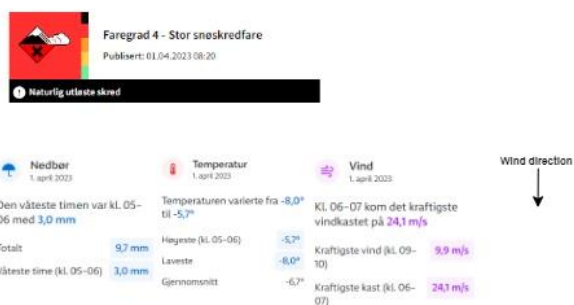 Faregrad 4 - Stor snøskredfare
Publisert: 01.04.2023 08:20
Naturlig utløste skred
Nedbør
1. april 2023
Den våteste timen var kl. 05-
06 med 3,0 mm
Totalt 9,7 mm
Våteste time (kl. 05-06) 3,0 mm
Temperatur
1. april 2023
Temperaturen varierte fra -8,0°
til -5,7°
Høyeste (kl. 05-06) -5,7°
Laveste -8,0°
Gjennomsnitt -6,7°
Vind
1. april 2023
Kl. 06-07 kom det kraftigste
vindkastet på 24,1 m/s
Kraftigste vind (kl. 09- 9,9 m/s
10)
Kraftigste kast (kl. 06- 24,1 m/s
07)
Wind direction